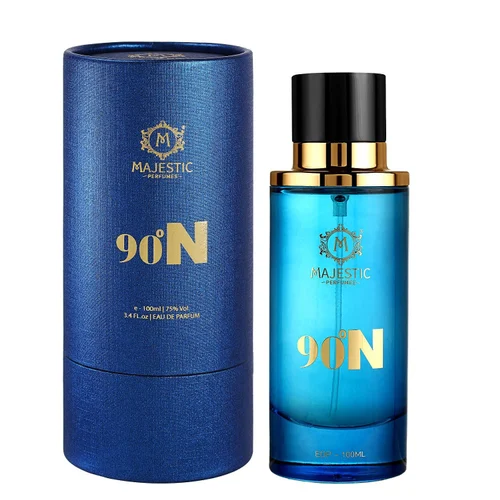 M
MAJESTIC
PERFUMES
90°N
e - 100ml | 75% Vol.
3.4 FL.oz | EAU DE PARFUM
M
MAJESTIC
PERFUMES
90°N
EDP - 100ML